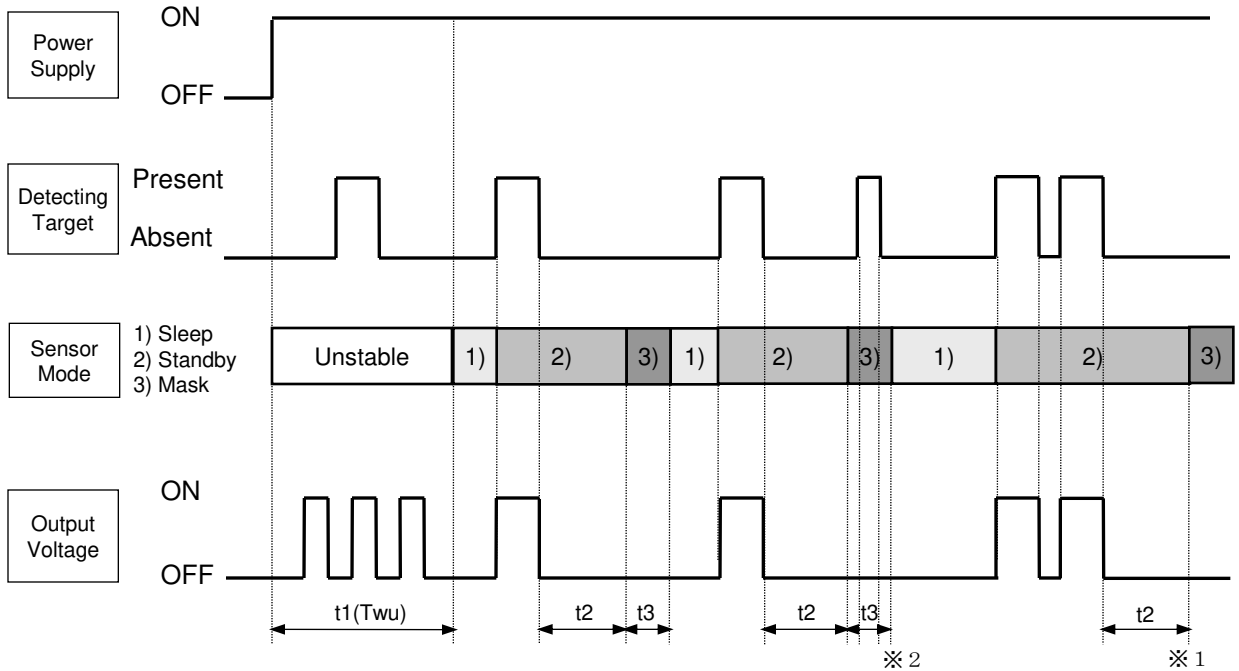 ON
Power
Supply
OFF
Present
Detecting
Target
Absent
1) Sleep
Sensor
Mode
2) Standby
3) Mask
Unstable
1)
2)
3)
1)
2)
3)
1)
2)
3)
ON
Output
Voltage
OFF
t1(Twu)
t2
t3
t2
t3
t2
※2
※1